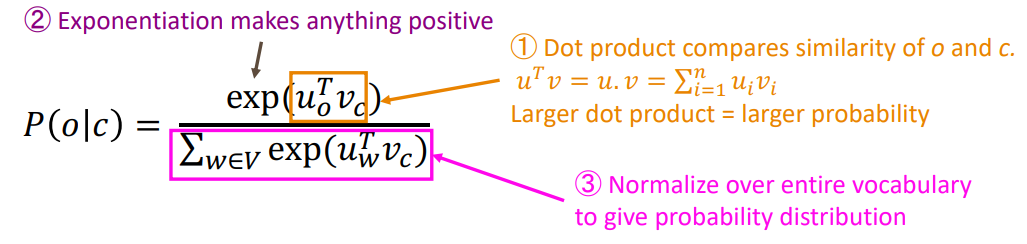 ② Exponentiation makes anything positive
① Dot product compares similarity of o and c.
u^T v = u. v = ∑_{i=1}^{n} u_i v_i
Larger dot product = larger probability
P(o|c) = exp(u_o^T v_c) / ∑_{w∈V} exp(u_w^T v_c)
③ Normalize over entire vocabulary
to give probability distribution